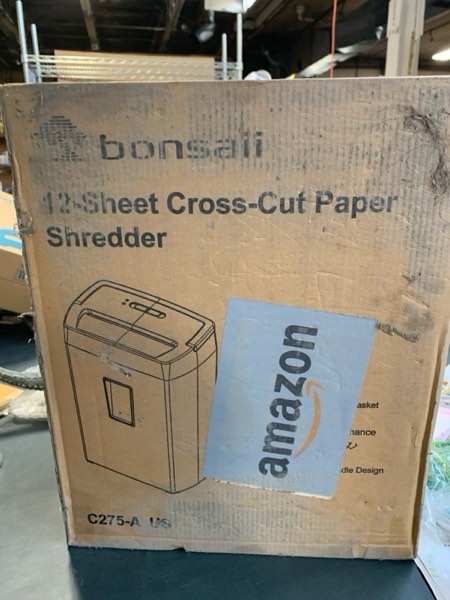 bonsaii
12-Sheet Cross-Cut Paper
Shredder
amazon
asket
nance
dle Design
C275-A US